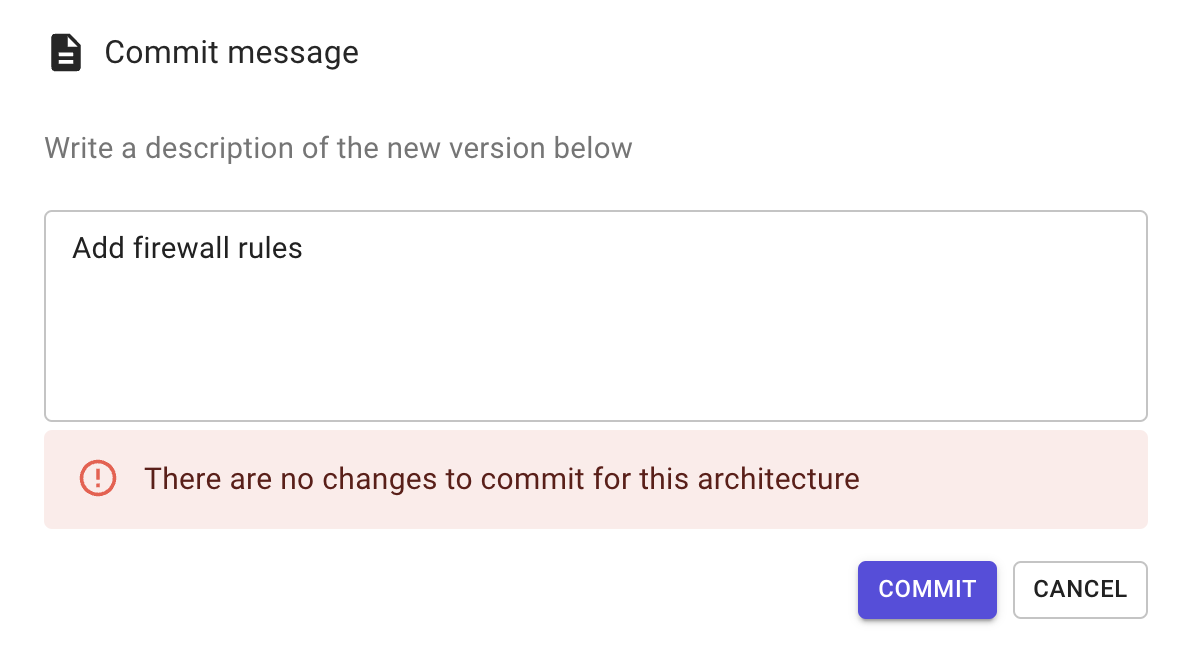 Commit message
Write a description of the new version below
Add firewall rules
There are no changes to commit for this architecture
COMMIT CANCEL